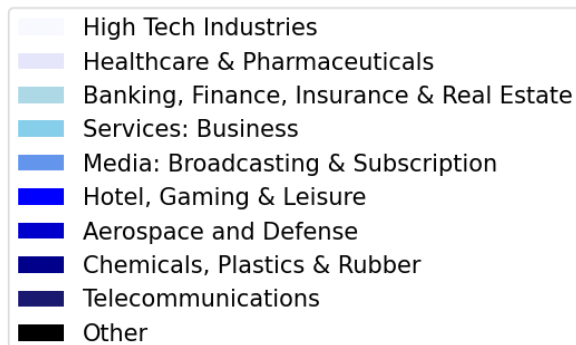 High Tech Industries
Healthcare & Pharmaceuticals
Banking, Finance, Insurance & Real Estate
Services: Business
Media: Broadcasting & Subscription
Hotel, Gaming & Leisure
Aerospace and Defense
Chemicals, Plastics & Rubber
Telecommunications
Other